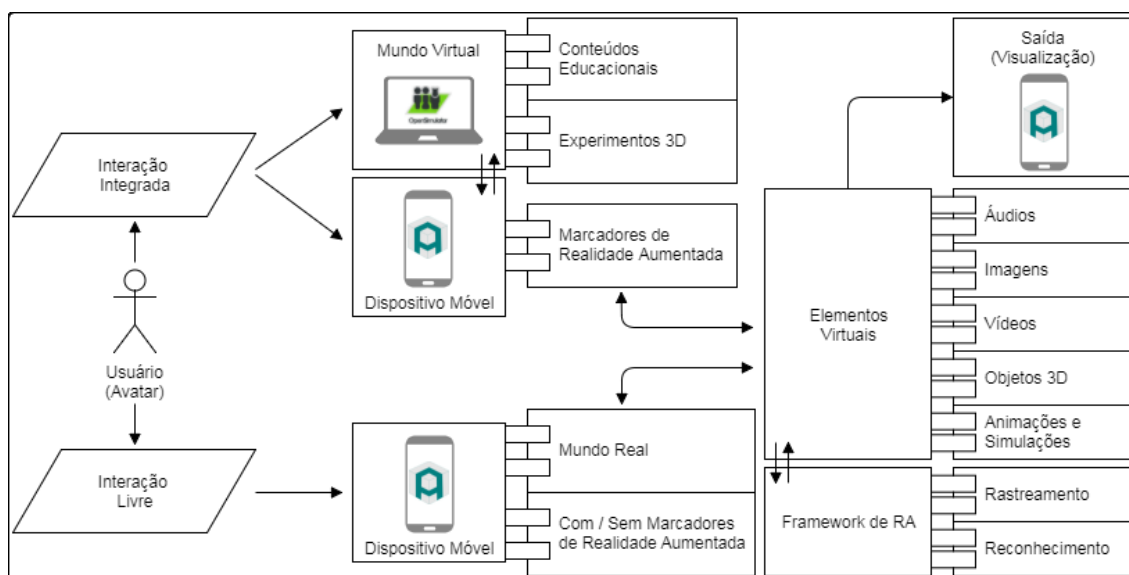 Mundo Virtual
OpenSimulator
Conteúdos
Educacionais
Experimentos 3D
Saída
(Visualização)
Interação
Integrada
Dispositivo Móvel
Marcadores de
Realidade Aumentada
Usuário
(Avatar)
Elementos
Virtuais
Áudios
Imagens
Vídeos
Objetos 3D
Animações e
Simulações
Interação
Livre
Dispositivo Móvel
Mundo Real
Com / Sem Marcadores
de Realidade Aumentada
Framework de RA
Rastreamento
Reconhecimento